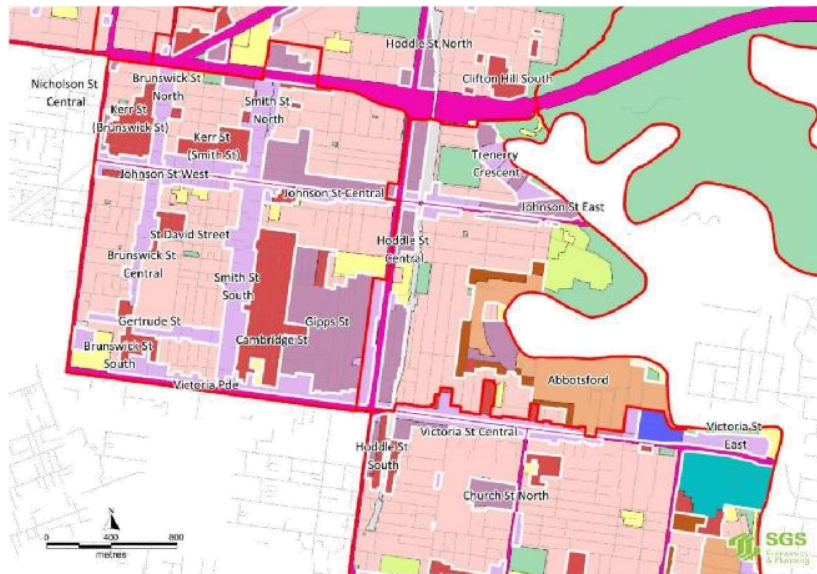 Hoddle St North
Nicholson St
Central
Brunswick St
North
Clifton Hill South
Kerr St
(Brunswick St)
Smith St
North
Kerr St
(Smith St)
Trenerry
Crescent
Johnson St West
Johnson St Central
Johnson St East
St David Street
Brunswick St
Central
Hoddle St
Central
Smith St
South
Gertrude St
Gipps St
Cambridge St
Brunswick St
South
Victoria Pde
Abbotsford
Victoria St Central
Victoria St
East
Hoddle St
South
Church St North
N
0 400 800
metres
SGS
Economics
& Planning